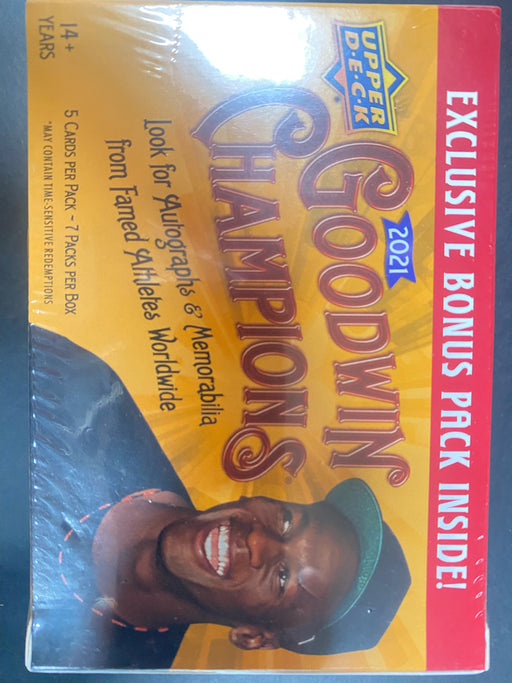 EXCLUSIVE BONUS PACK INSIDE!
UPPER
D·E·C·K
2021
GOODWIN
CHAMPIONS
Look for Autographs & Memorabilia
from Famed Athletes Worldwide
14+
YEARS
5 CARDS PER PACK ~ 7 PACKS PER BOX
*MAY CONTAIN TIME-SENSITIVE REDEMPTIONS